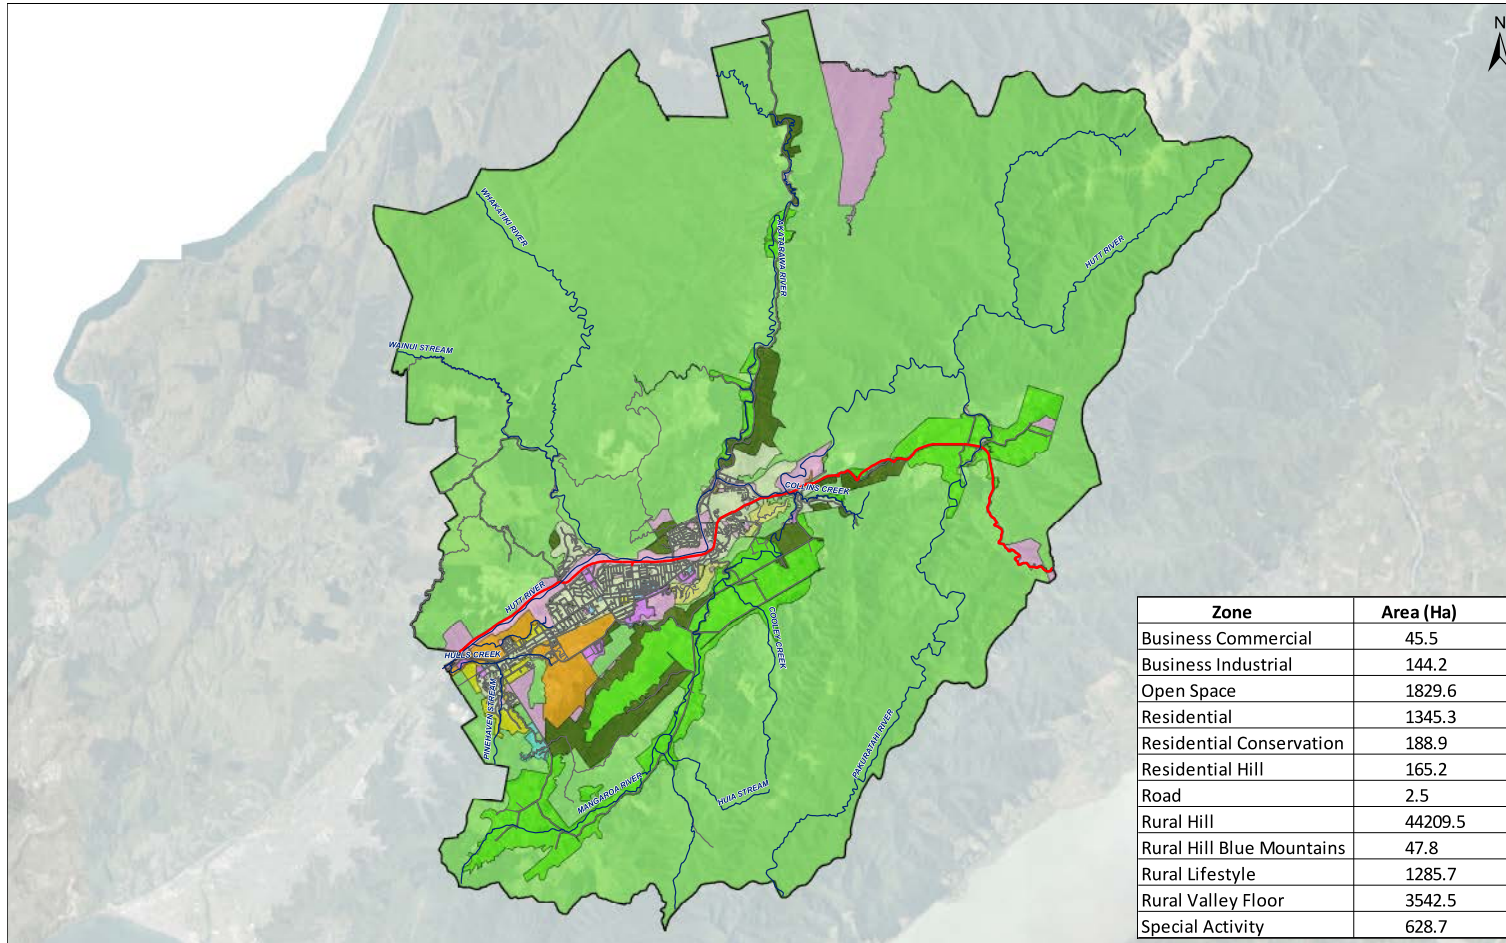 N
WHAKATIKI RIVER
AKATARAWA RIVER
HUTT RIVER
WAINUI STREAM
COLLINS CREEK
HUTT RIVER
COOLEY CREEK
HULLS CREEK
PINEHAVEN STREAM
PAKURATAHI RIVER
MANGAROA RIVER
HUIA STREAM
Zone Area (Ha)
Business Commercial 45.5
Business Industrial 144.2
Open Space 1829.6
Residential 1345.3
Residential Conservation 188.9
Residential Hill 165.2
Road 2.5
Rural Hill 44209.5
Rural Hill Blue Mountains 47.8
Rural Lifestyle 1285.7
Rural Valley Floor 3542.5
Special Activity 628.7